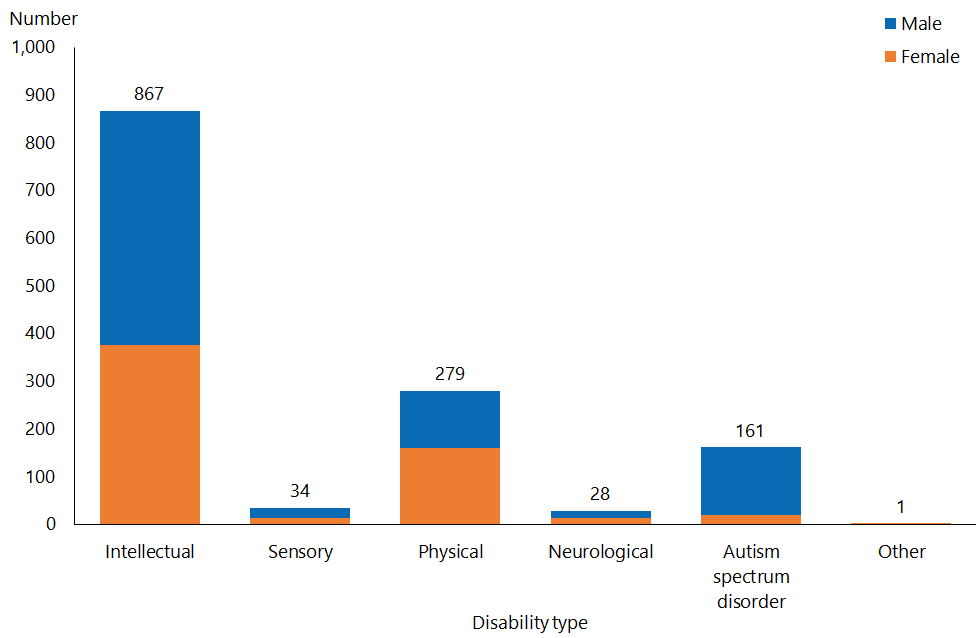 Number
Male
Female
1,000
900
800
700
600
500
400
300
200
100
0
867
34
279
28
161
1
Intellectual
Sensory
Physical
Neurological
Autism
spectrum
disorder
Other
Disability type